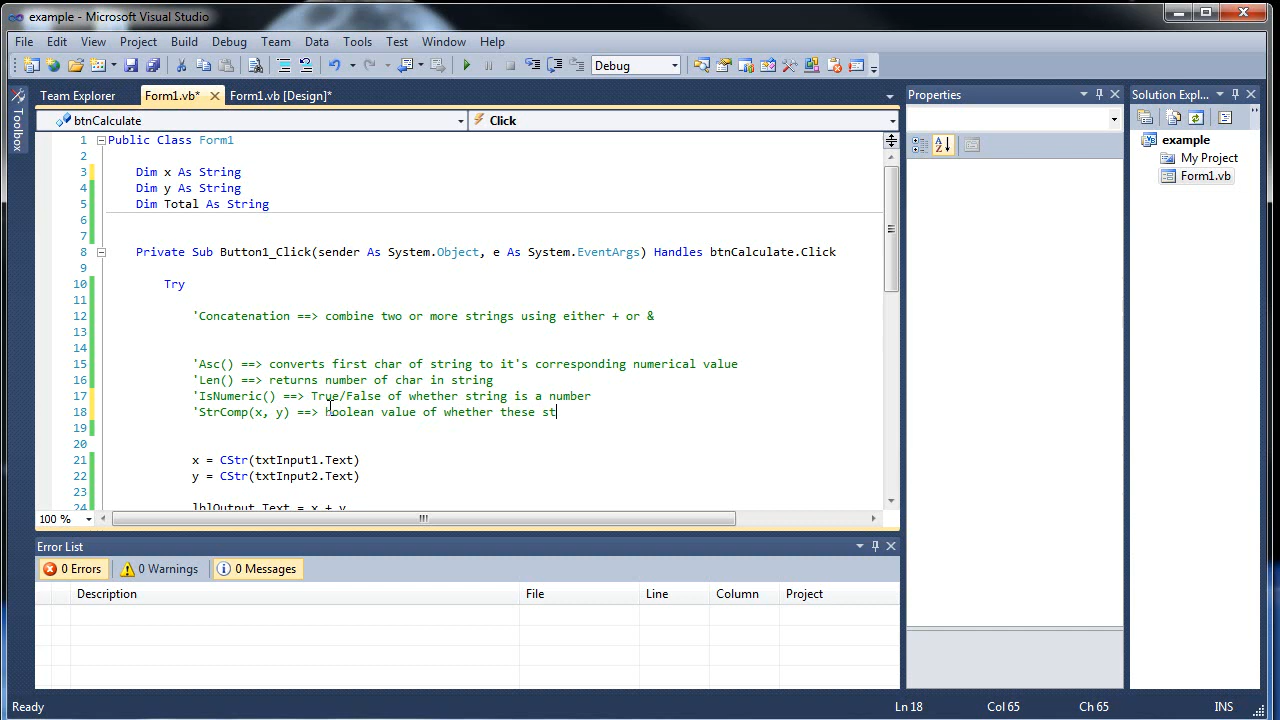 example - Microsoft Visual Studio
File Edit View Project Build Debug Team Data Tools Test Window Help
Debug
Toolbox
Team Explorer Form1.vb* Form1.vb [Design]*
btnCalculate Click
1 Public Class Form1
2
3 Dim x As String
4 Dim y As String
5 Dim Total As String
6
7
8 Private Sub Button1_Click(sender As System.Object, e As System.EventArgs) Handles btnCalculate.Click
9
10 Try
11
12 'Concatenation ==> combine two or more strings using either + or &
13
14
15 'Asc() ==> converts first char of string to it's corresponding numerical value
16 'Len() ==> returns number of char in string
17 'IsNumeric() ==> True/False of whether string is a number
18 'StrComp(x, y) ==> boolean value of whether these st
19
20
21 x = CStr(txtInput1.Text)
22 y = CStr(txtInput2.Text)
23
24 lblOutput.Text = x + y
100 %
Properties
Solution Expl...
example
My Project
Form1.vb
Error List
0 Errors 0 Warnings 0 Messages
Description File Line Column Project
Ready Ln 18 Col 65 Ch 65 INS